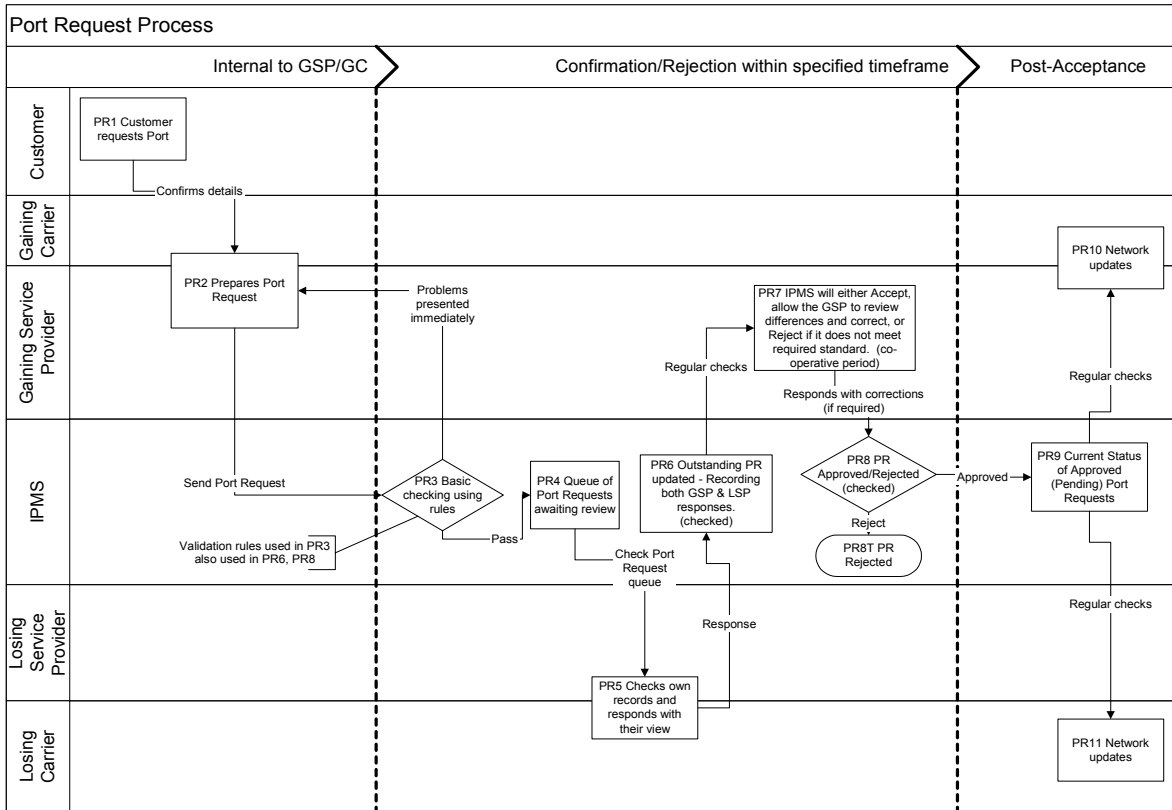 Port Request Process
Internal to GSP/GC
Confirmation/Rejection within specified timeframe
Post-Acceptance
Customer
PR1 Customer
requests Port
Confirms details
Gaining
Carrier
PR10 Network
updates
Gaining Service
Provider
PR2 Prepares Port
Request
Problems
presented
immediately
PR7 IPMS will either Accept,
allow the GSP to review
differences and correct, or
Reject if it does not meet
required standard.  (co-
operative period)
Regular checks
Responds with corrections
(if required)
Regular checks
IPMS
Send Port Request
PR3 Basic
checking using
rules
Validation rules used in PR3
also used in PR6, PR8
Pass
PR4 Queue of
Port Requests
awaiting review
Check Port
Request
queue
PR6 Outstanding PR
updated - Recording
both GSP & LSP
responses.
(checked)
PR8 PR
Approved/Rejected
(checked)
Approved
Reject
PR8T PR
Rejected
PR9 Current Status
of Approved
(Pending) Port
Requests
Losing
Service
Provider
Response
Regular checks
PR5 Checks own
records and
responds with
their view
Losing
Carrier
PR11 Network
updates